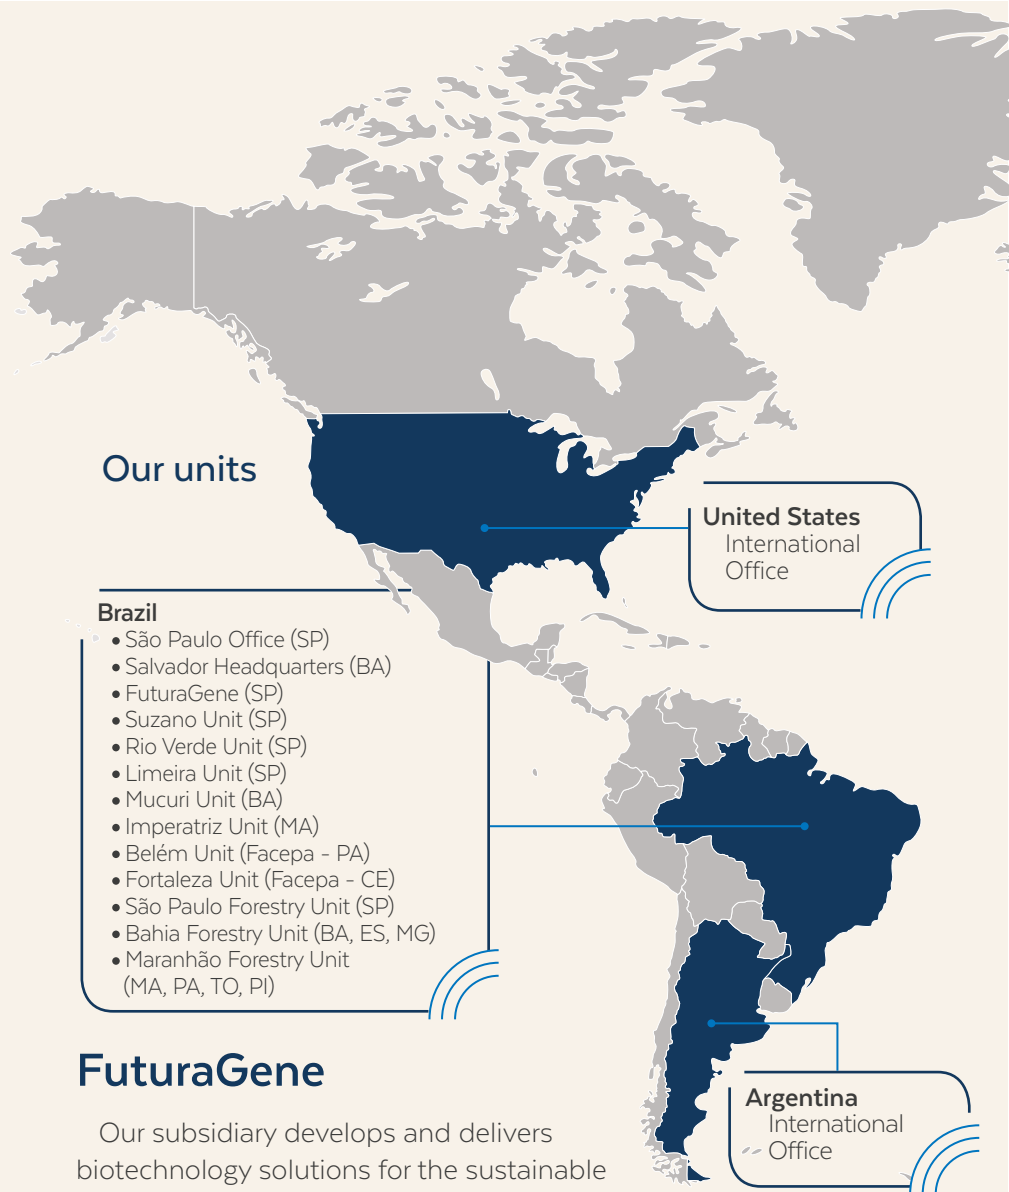 Our units
United States
International
Office
Brazil
• São Paulo Office (SP)
• Salvador Headquarters (BA)
• FuturaGene (SP)
• Suzano Unit (SP)
• Rio Verde Unit (SP)
• Limeira Unit (SP)
• Mucuri Unit (BA)
• Imperatriz Unit (MA)
• Belém Unit (Facepa - PA)
• Fortaleza Unit (Facepa - CE)
• São Paulo Forestry Unit (SP)
• Bahia Forestry Unit (BA, ES, MG)
• Maranhão Forestry Unit
(MA, PA, TO, PI)
Argentina
International
Office
FuturaGene
Our subsidiary develops and delivers
biotechnology solutions for the sustainable